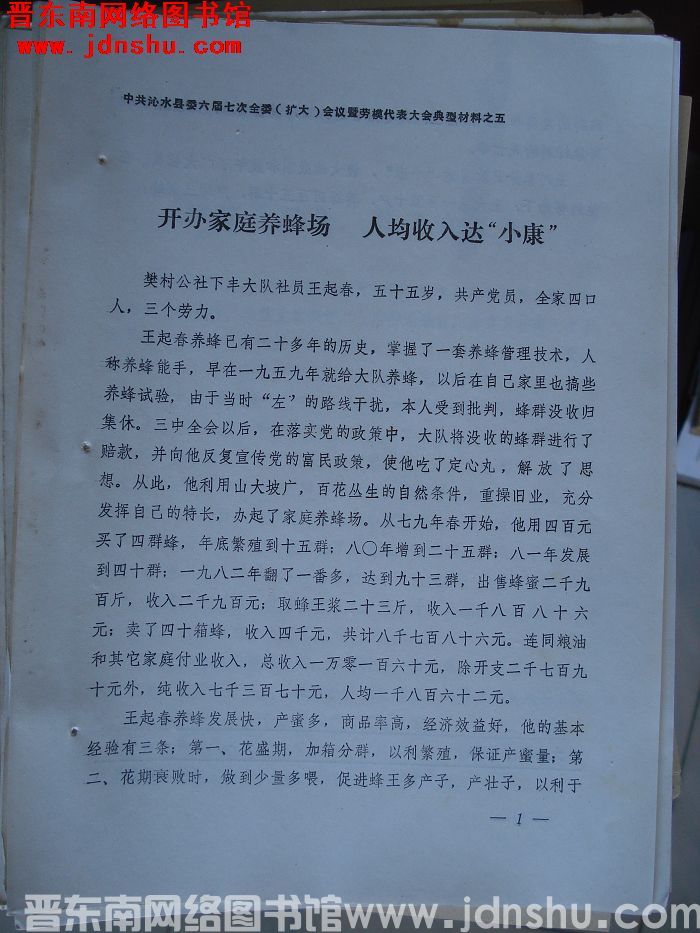 晋东南网络图书馆
www.jdnshu.com
中共沁水县委六届七次全委（扩大）会议暨劳模代表大会典型材料之五
开办家庭养蜂场 人均收入达“小康”
樊村公社下丰大队社员王起春，五十五岁，共产党员，全家四口
人，三个劳力。
王起春养蜂已有二十多年的历史，掌握了一套养蜂管理技术，人
称养蜂能手，早在一九五九年就给大队养蜂，以后在自己家里也搞些
养蜂试验，由于当时“左”的路线干扰，本人受到批判，蜂群没收归
集休。三中全会以后，在落实党的政策中，大队将没收的蜂群进行了
赔款，并向他反复宣传党的富民政策，使他吃了定心丸，解放了思
想。从此，他利用山大坡广，百花丛生的自然条件，重操旧业，充分
发挥自己的特长，办起了家庭养蜂场。从七九年春开始，他用四百元
买了四群蜂，年底繁殖到十五群；八〇年增到二十五群；八一年发展
到四十群；一九八二年翻了一番多，达到九十三群，出售蜂蜜二千九
百斤，收入二千九百元；取蜂王浆二十三斤，收入一千八百八十六
元；卖了四十箱蜂，收入四千元，共计八千七百八十六元。连同粮油
和其它家庭付业收入，总收入一万零一百六十元，除开支二千七百九
十元外，纯收入七千三百七十元，人均一千八百六十二元。
王起春养蜂发展快，产蜜多，商品率高，经济效益好，他的基本
经验有三条；第一、花盛期，加箱分群，以利繁殖，保证产蜜量；第
二、花期衰败时，做到少量多喂，促进蜂王多产子，产壮子，以利于
— 1 —
晋东南网络图书馆 www.jdnshu.com